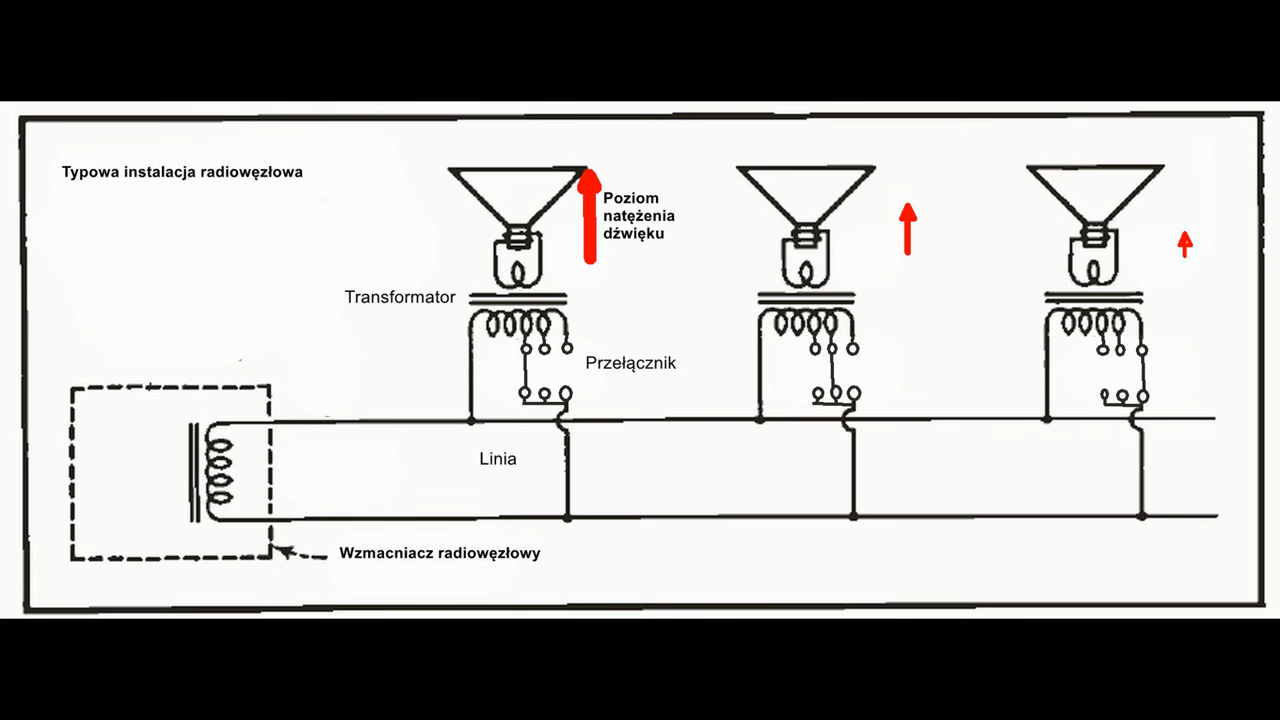 Typowa instalacja radiowęzłowa
Poziom
natężenia
dźwięku
Transformator
Przełącznik
Linia
Wzmacniacz radiowęzłowy